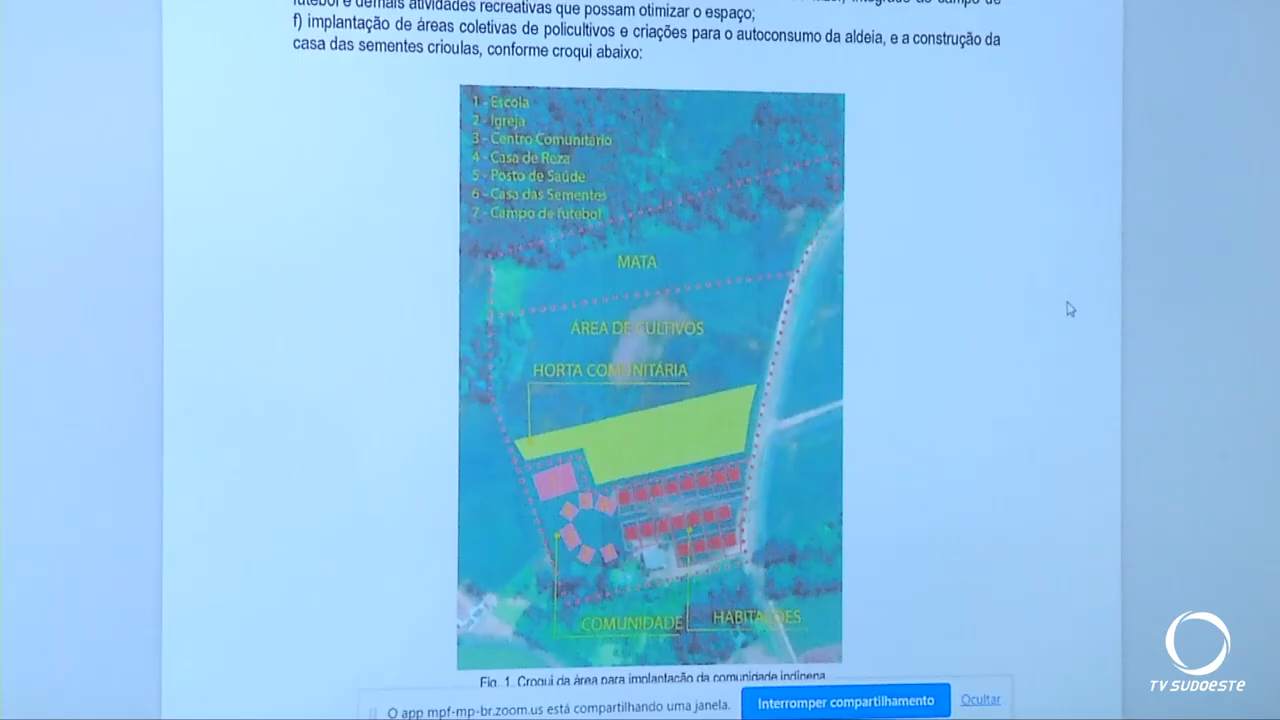 futebol e demais atividades recreativas que possam otimizar o espaço;
f) implantação de áreas coletivas de policultivos e criações para o autoconsumo da aldeia, e a construção da
casa das sementes crioulas, conforme croqui abaixo:
1 - Escola
2 - Igreja
3 - Centro Comunitário
4 - Casa de Reza
5 - Posto de Saúde
6 - Casa das Sementes
7 - Campo de futebol
MATA
ÁREA DE CULTIVOS
HORTA COMUNITÁRIA
COMUNIDADE
HABITAÇÕES
Fig. 1. Croqui da área para implantação da comunidade indígena
O app mpf-mp-br.zoom.us está compartilhando uma janela.
Interromper compartilhamento
Ocultar
TV SUDOESTE